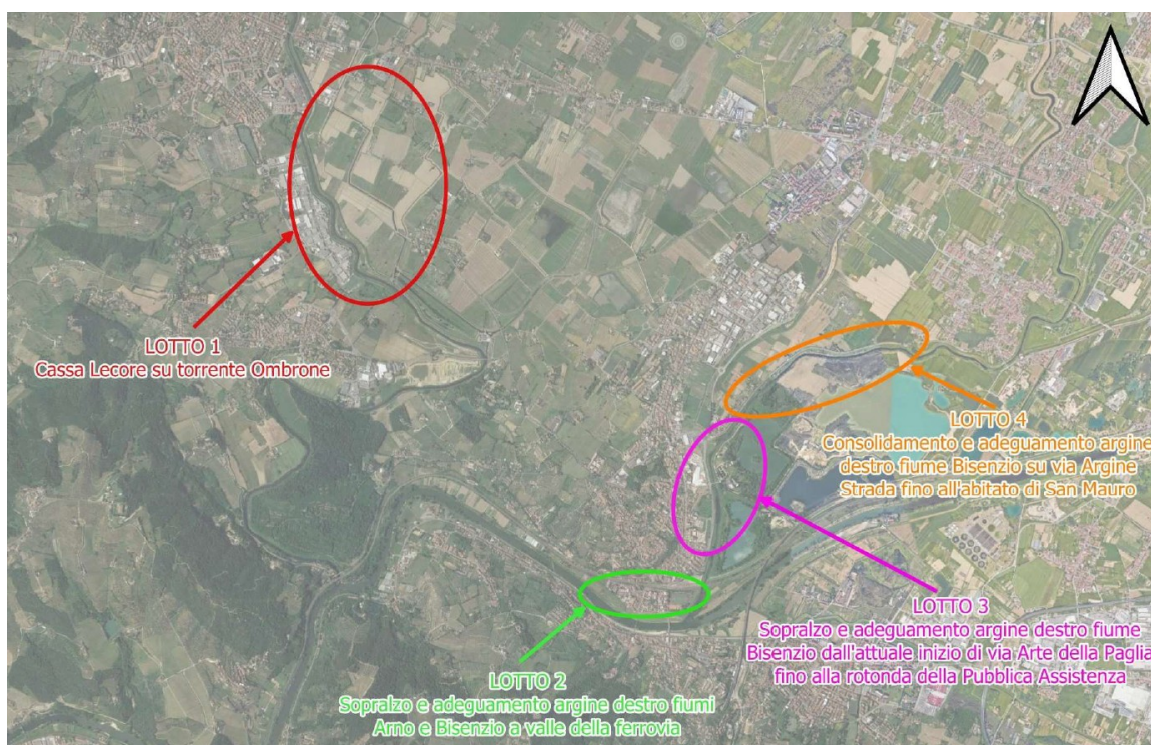 LOTTO 1
Cassa Lecore su torrente Ombrone
LOTTO 4
Consolidamento e adeguamento argine
destro fiume Bisenzio su via Argine
Strada fino all'abitato di San Mauro
LOTTO 3
Sopralzo e adeguamento argine destro fiume
Bisenzio dall'attuale inizio di via Arte della Paglia
fino alla rotonda della Pubblica Assistenza
LOTTO 2
Sopralzo e adeguamento argine destro fiumi
Arno e Bisenzio a valle della ferrovia